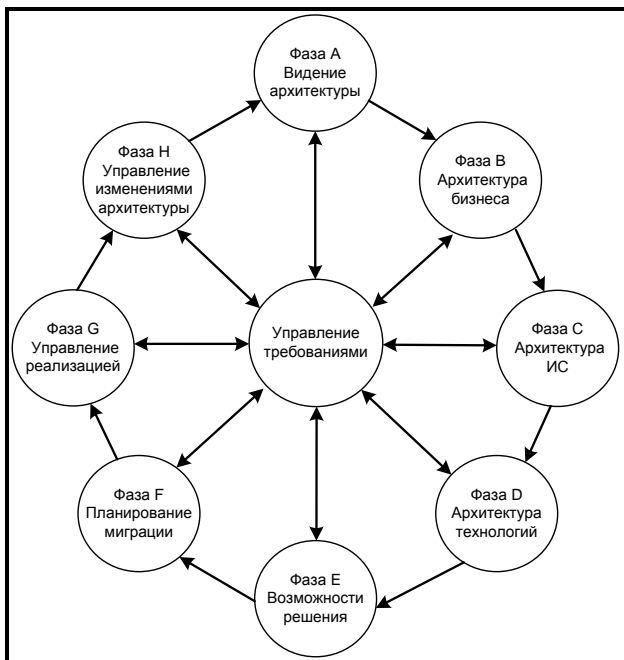 Фаза A
Видение
архитектуры
Фаза B
Архитектура
бизнеса
Фаза C
Архитектура
ИС
Фаза D
Архитектура
технологий
Фаза E
Возможности
решения
Фаза F
Планирование
миграции
Фаза G
Управление
реализацией
Фаза H
Управление
изменениями
архитектуры
Управление
требованиями